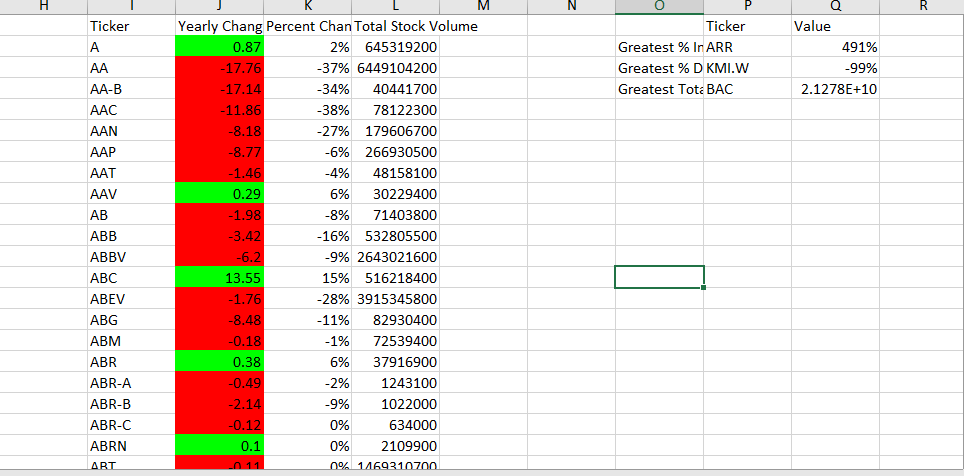 H I J K L M N O P Q R
Ticker Yearly Chang Percent Chan Total Stock Volume Ticker Value
A 0.87 2% 645319200 Greatest % In ARR 491%
AA -17.76 -37% 6449104200 Greatest % D KMI.W -99%
AA-B -17.14 -34% 40441700 Greatest Tota BAC 2.1278E+10
AAC -11.86 -38% 78122300
AAN -8.18 -27% 179606700
AAP -8.77 -6% 266930500
AAT -1.46 -4% 48158100
AAV 0.29 6% 30229400
AB -1.98 -8% 71403800
ABB -3.42 -16% 532805500
ABBV -6.2 -9% 2643021600
ABC 13.55 15% 516218400
ABEV -1.76 -28% 3915345800
ABG -8.48 -11% 82930400
ABM -0.18 -1% 72539400
ABR 0.38 6% 37916900
ABR-A -0.49 -2% 1243100
ABR-B -2.14 -9% 1022000
ABR-C -0.12 0% 634000
ABRN 0.1 0% 2109900
ABT -0.11 0% 1469310700